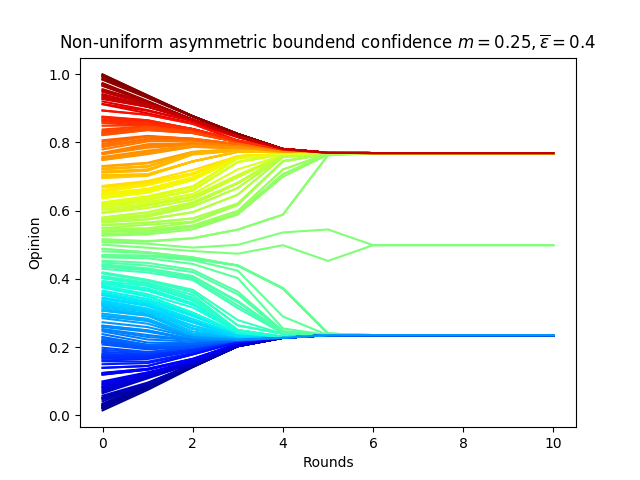 Non-uniform asymmetric boundend confidence $m = 0.25, \overline{\varepsilon} = 0.4$
1.0
0.8
0.6
0.4
0.2
0.0
Opinion
0 2 4 6 8 10
Rounds